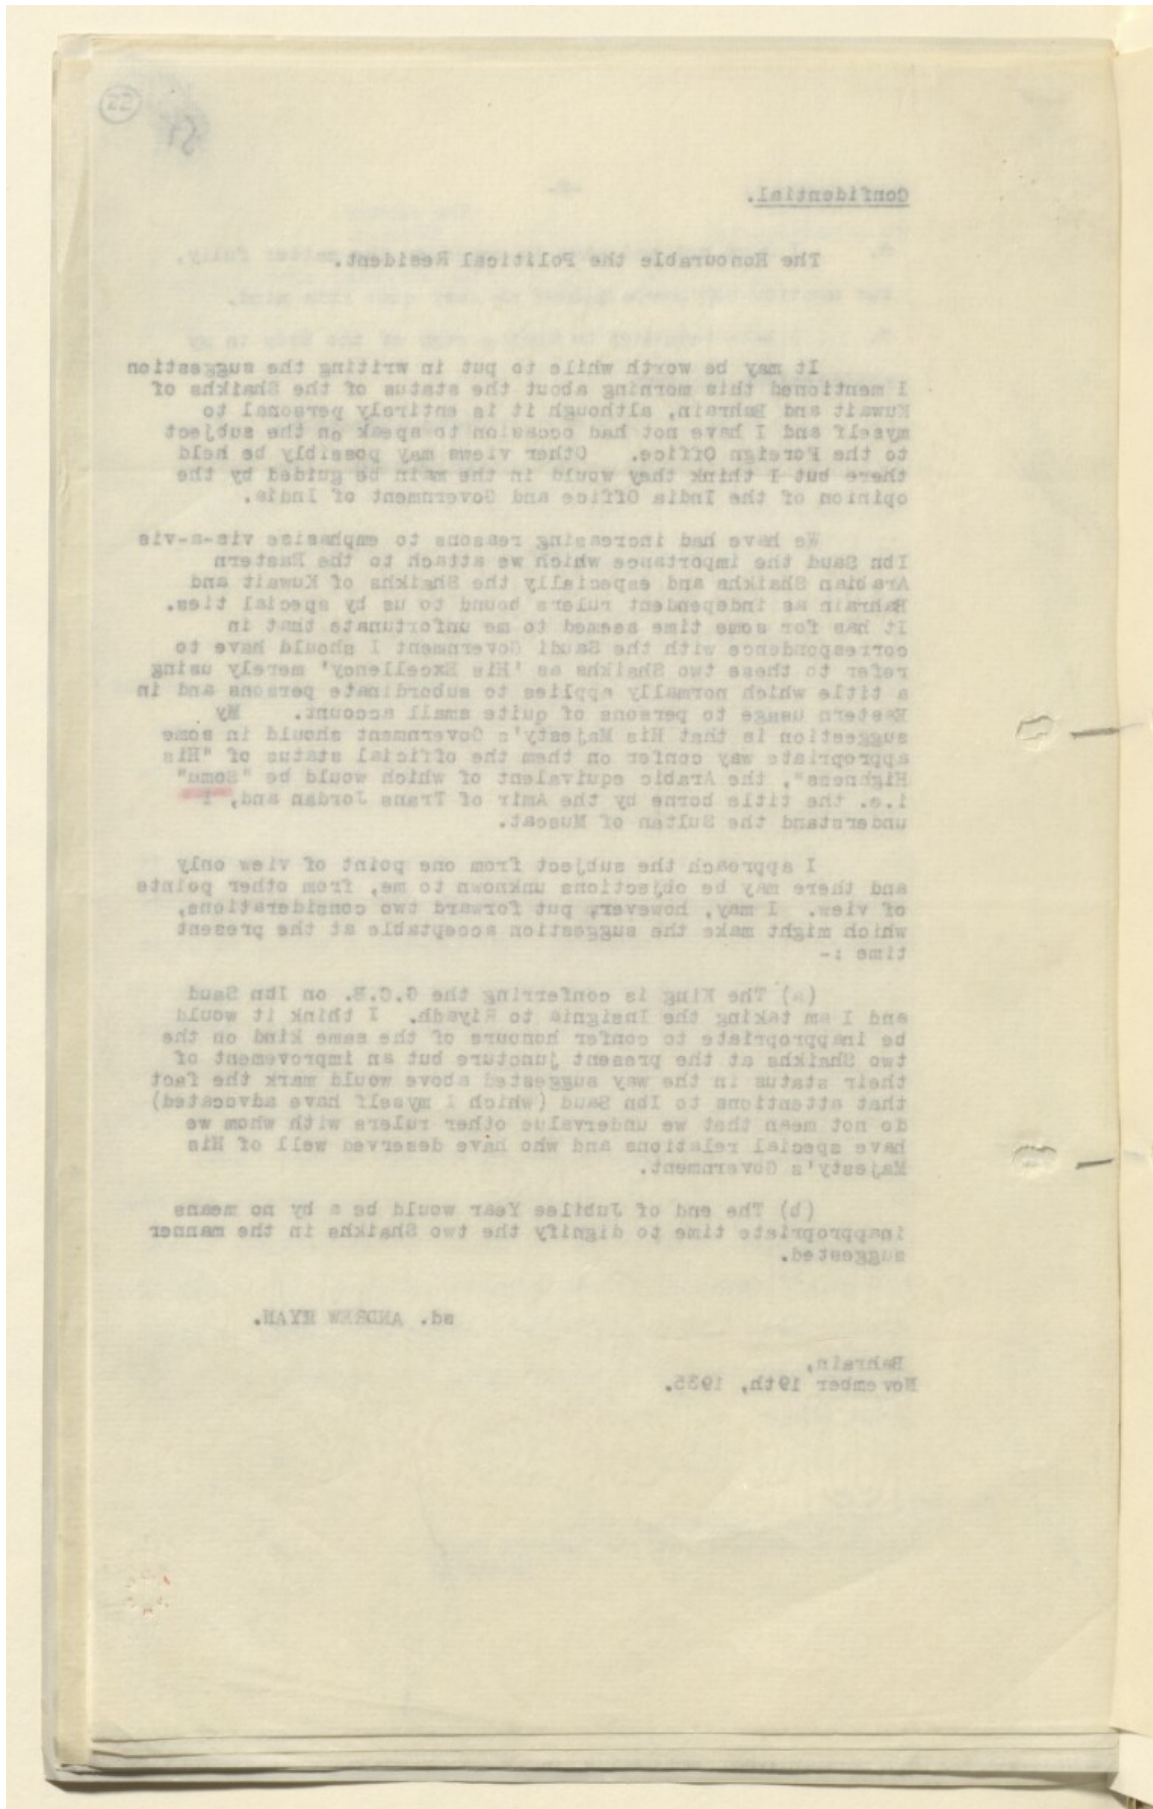 Confidential.
The Honourable the Political Resident.
It may be worth while to put in writing the suggestion
I mentioned this morning about the status of the Shaikhs of
Kuwait and Bahrain, although it is entirely personal to
myself and I have not had occasion to speak on the subject
to the Foreign Office. Other views may possibly be held
there but I think they would in the main be guided by the
opinion of the India Office and Government of India.
We have had increasing reasons to emphasise vis-a-vis
Ibn Saud the importance which we attach to the Eastern
Arabian Shaikhs and especially the Shaikhs of Kuwait and
Bahrain as independent rulers bound to us by special ties.
It has for some time seemed to me unfortunate that in
correspondence with the Saudi Government I should have to
refer to these two Shaikhs as 'His Excellency' merely using
a title which normally applies to subordinate persons and in
Eastern usage to persons of quite small account. My
suggestion is that His Majesty's Government should in some
appropriate way confer on them the official status of "His
Highness", the Arabic equivalent of which would be "Somu"
i.e. the title borne by the Amir of Trans Jordan and, I
understand the Sultan of Muscat.
I approach the subject from one point of view only
and there may be objections unknown to me, from other points
of view. I may, however, put forward two considerations,
which might make the suggestion acceptable at the present
time :-
(a) The King is conferring the G.C.B. on Ibn Saud
and I am taking the Insignia to Riyadh. I think it would
be inappropriate to confer honours of the same kind on the
two Shaikhs at the present juncture but an improvement of
their status in the way suggested above would mark the fact
that attentions to Ibn Saud (which I myself have advocated)
do not mean that we undervalue other rulers with whom we
have special relations and who have deserved well of His
Majesty's Government.
(b) The end of Jubilee Year would be a by no means
inappropriate time to dignify the two Shaikhs in the manner
suggested.
sd. ANDREW RYAN.
Bahrain,
November 19th, 1935.